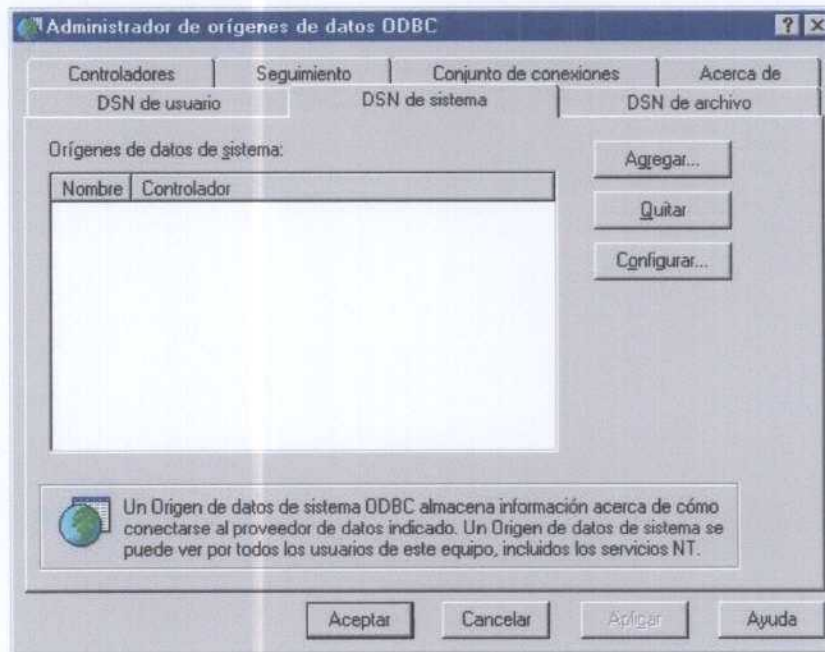 Administrador de orígenes de datos ODBC
Controladores
Seguimiento
Conjunto de conexiones
Acerca de
DSN de usuario
DSN de sistema
DSN de archivo
Orígenes de datos de sistema:
Agregar...
Nombre
Controlador
Quitar
Configurar...
Un Origen de datos de sistema ODBC almacena información acerca de cómo
conectarse al proveedor de datos indicado. Un Origen de datos de sistema se
puede ver por todos los usuarios de este equipo, incluidos los servicios NT.
Aceptar
Cancelar
Aplicar
Ayuda